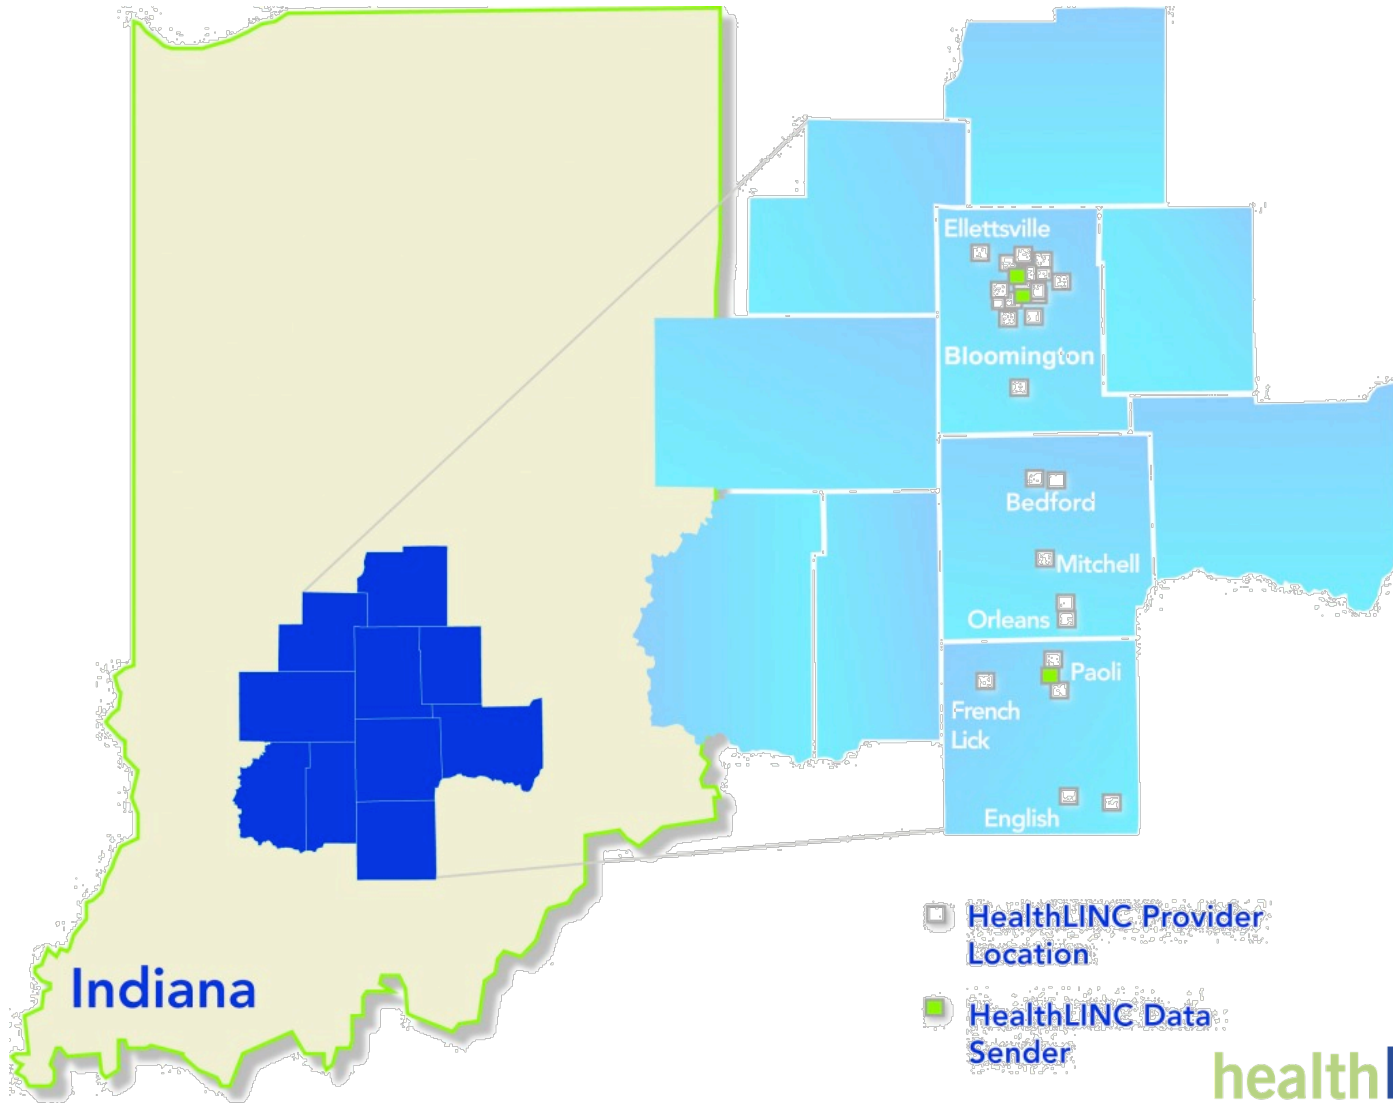 Ellettsville
Bloomington
Bedford
Mitchell
Orleans
Paoli
French
Lick
English
Indiana
HealthLINC Provider
Location
HealthLINC Data
Sender
health